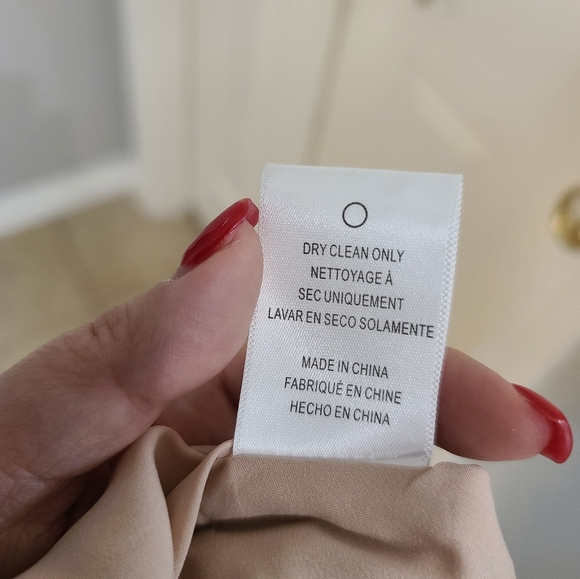 DRY CLEAN ONLY
NETTOYAGE À
SEC UNIQUEMENT
LAVAR EN SECO SOLAMENTE
MADE IN CHINA
FABRIQUÉ EN CHINE
HECHO EN CHINA